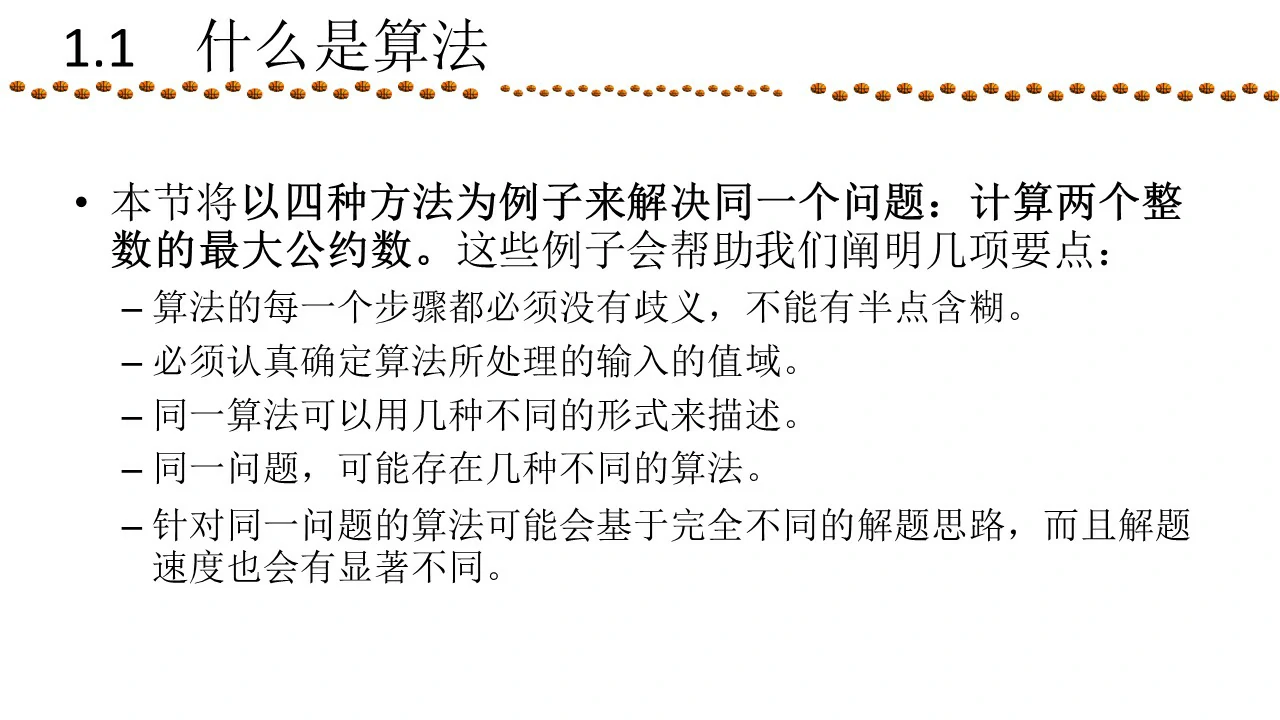 1.1 什么是算法
• 本节将以四种方法为例子来解决同一个问题：计算两个整
数的最大公约数。这些例子会帮助我们阐明几项要点：
– 算法的每一个步骤都必须没有歧义，不能有半点含糊。
– 必须认真确定算法所处理的输入的值域。
– 同一算法可以用几种不同的形式来描述。
– 同一问题，可能存在几种不同的算法。
– 针对同一问题的算法可能会基于完全不同的解题思路，而且解题
速度也会有显著不同。